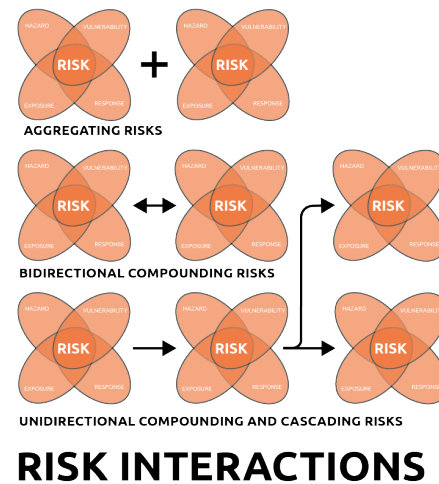 HAZARD VULNERABILITY HAZARD VULNERABILITY
RISK + RISK
EXPOSURE RESPONSE EXPOSURE RESPONSE
AGGREGATING RISKS
HAZARD VULNERABILITY HAZARD VULNERABILITY HAZARD VULNERABILITY
RISK RISK RISK
EXPOSURE RESPONSE EXPOSURE RESPONSE EXPOSURE RESPONSE
BIDIRECTIONAL COMPOUNDING RISKS
HAZARD VULNERABILITY HAZARD VULNERABILITY HAZARD VULNERABILITY
RISK RISK RISK
EXPOSURE RESPONSE EXPOSURE RESPONSE EXPOSURE RESPONSE
UNIDIRECTIONAL COMPOUNDING AND CASCADING RISKS
RISK INTERACTIONS